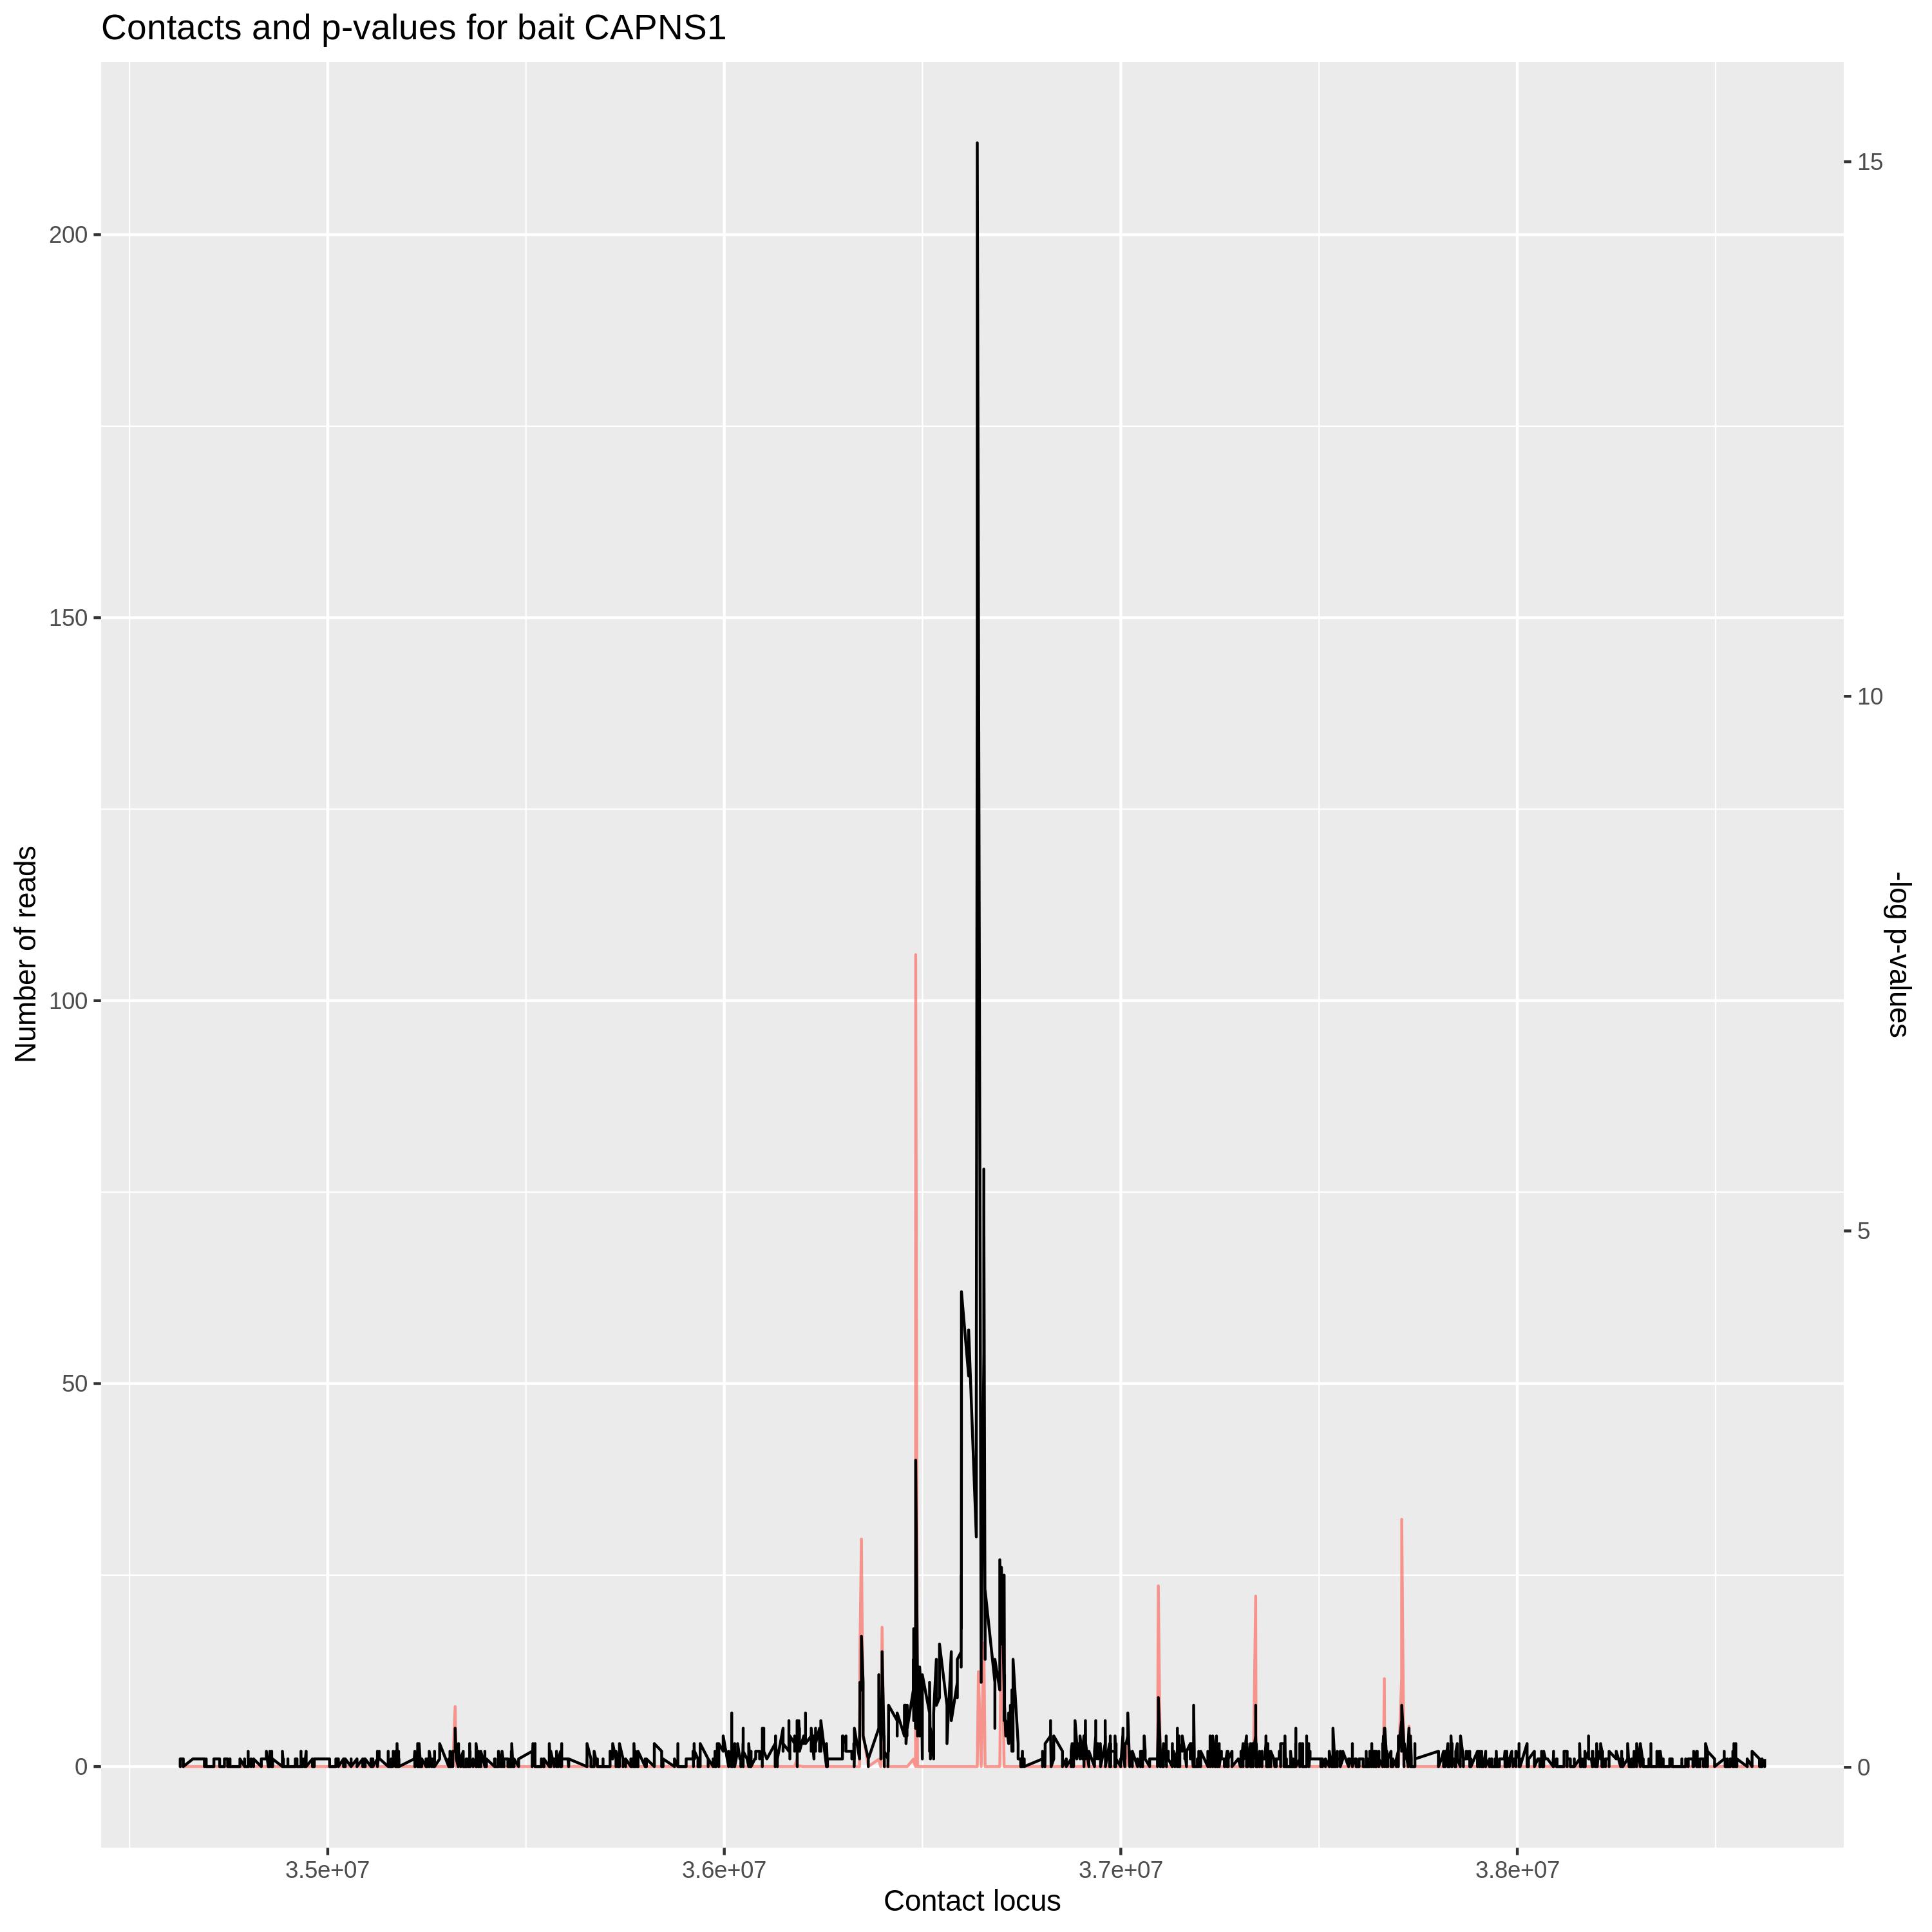 Contacts and p-values for bait CAPNS1
200
150
100
50
0
15
10
5
0
Number of reads
-log p-values
3.5e+07
3.6e+07
3.7e+07
3.8e+07
Contact locus